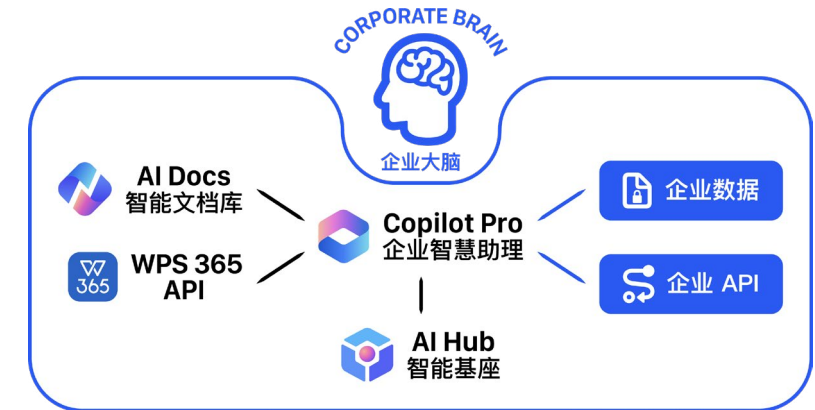 CORPORATE BRAIN
企业大脑
AI Docs
智能文档库
WPS 365
API
365
Copilot Pro
企业智慧助理
AI Hub
智能基座
企业数据
企业 API